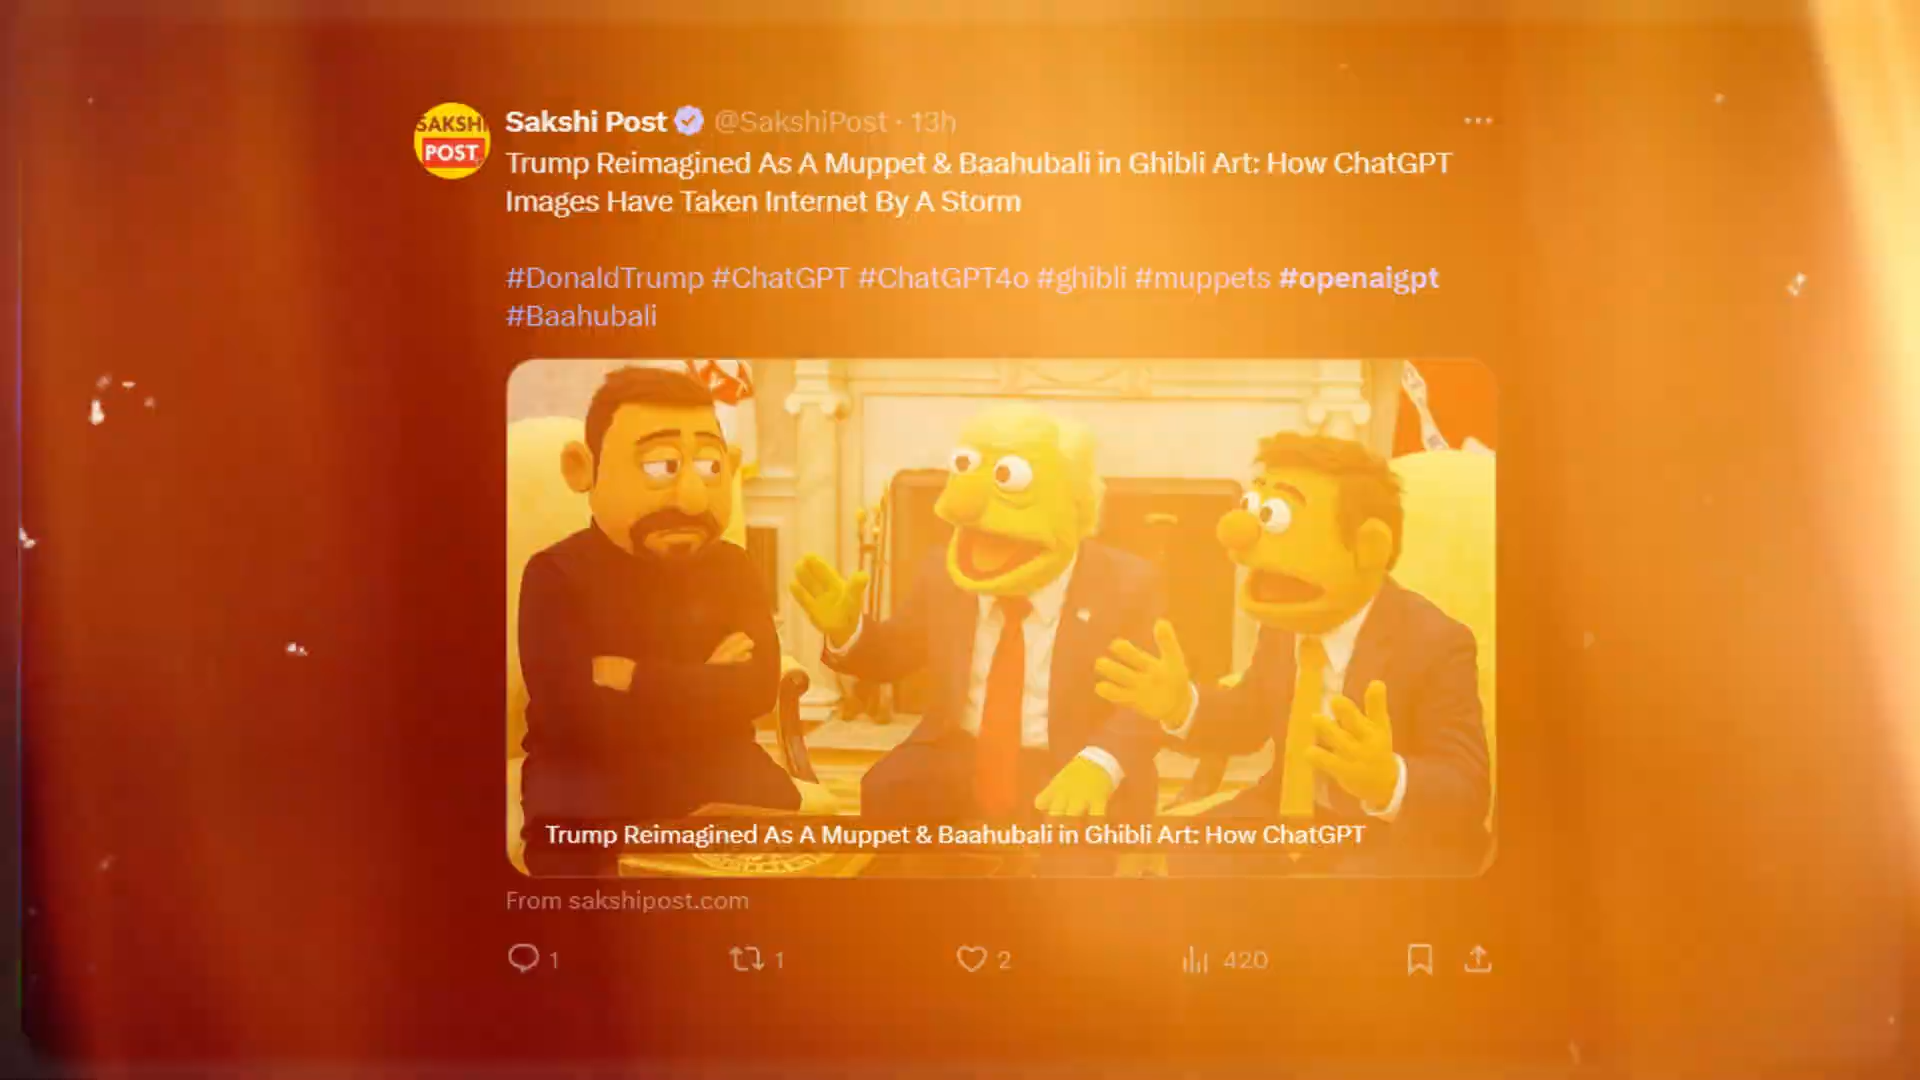 SAKSHI
POST
Sakshi Post @SakshiPost · 13h
Trump Reimagined As A Muppet & Baahubali in Ghibli Art: How ChatGPT
Images Have Taken Internet By A Storm
#DonaldTrump #ChatGPT #ChatGPT4o #ghibli #muppets #openaigpt
#Baahubali
Trump Reimagined As A Muppet & Baahubali in Ghibli Art: How ChatGPT
From sakshipost.com
1 1 2 420